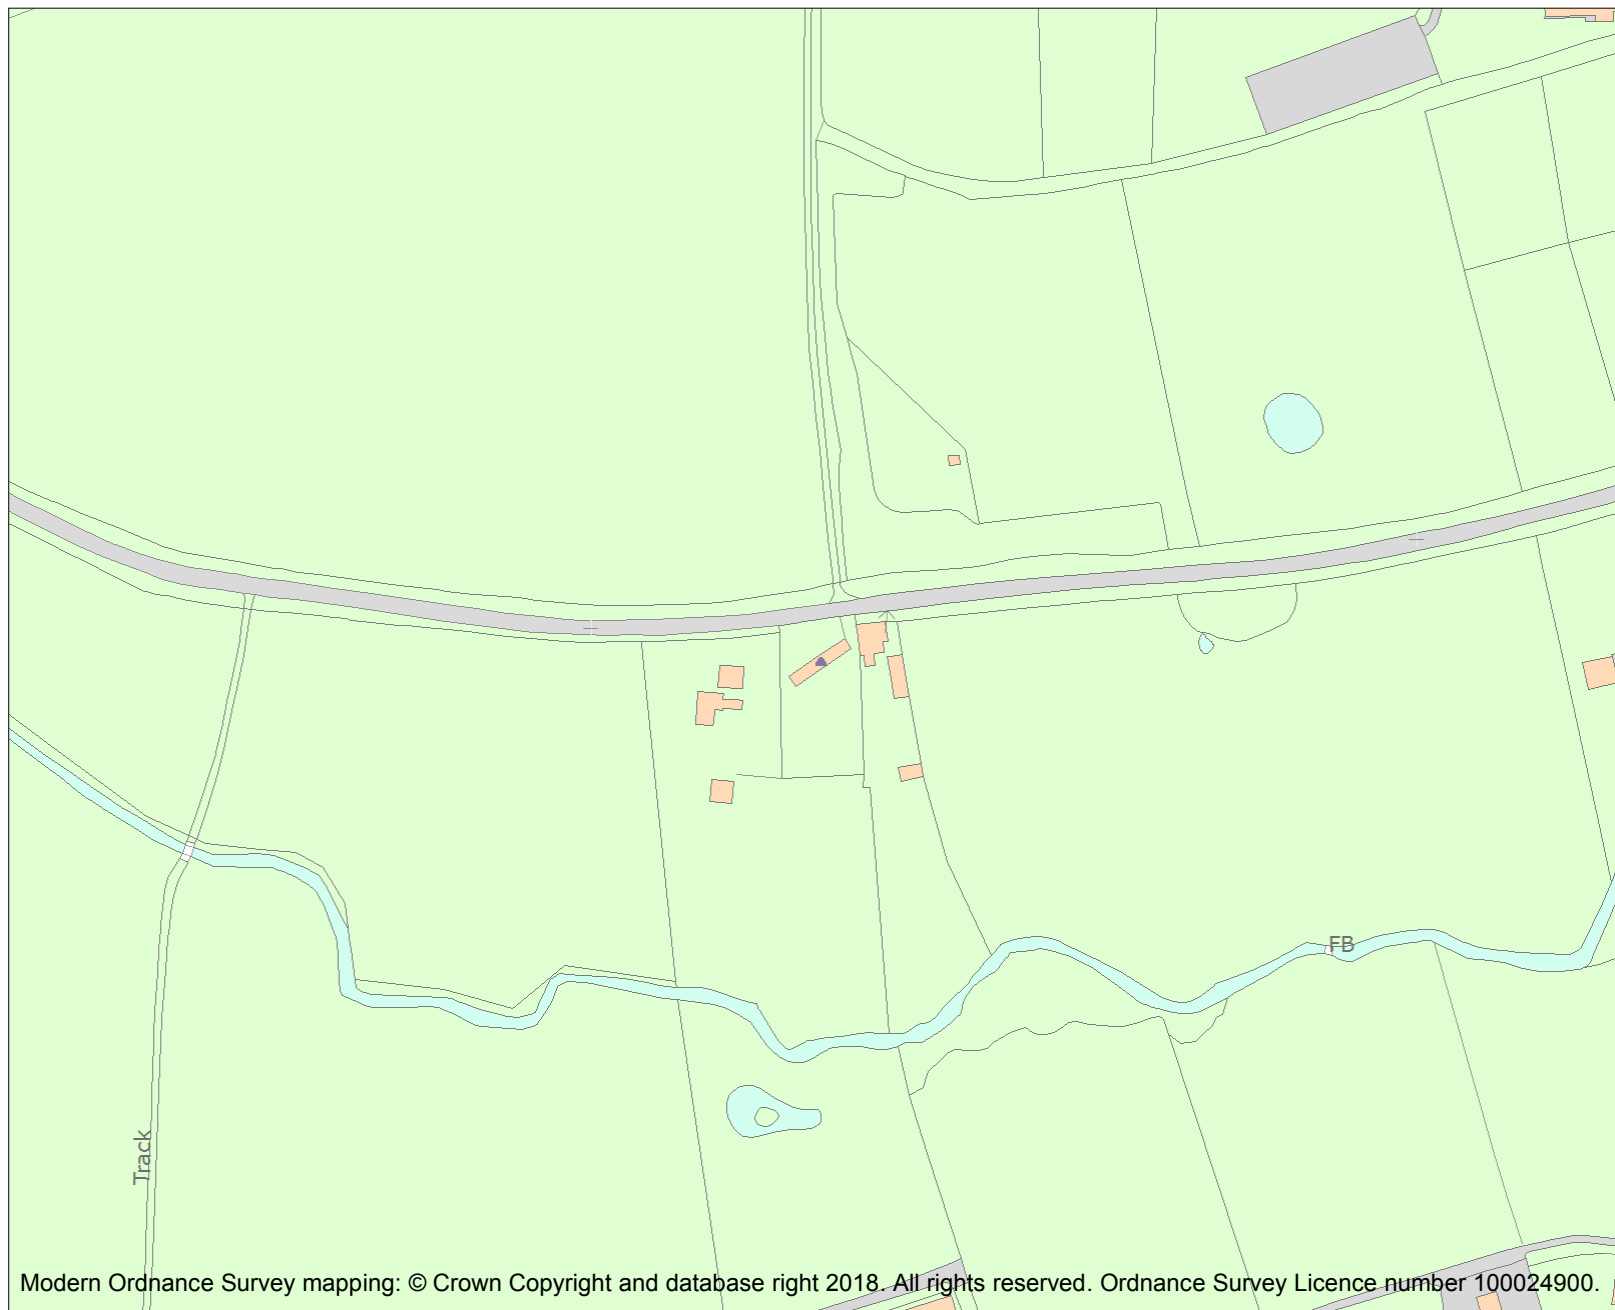 FB
Track
Modern Ordnance Survey mapping: © Crown Copyright and database right 2018. All rights reserved. Ordnance Survey Licence number 100024900.